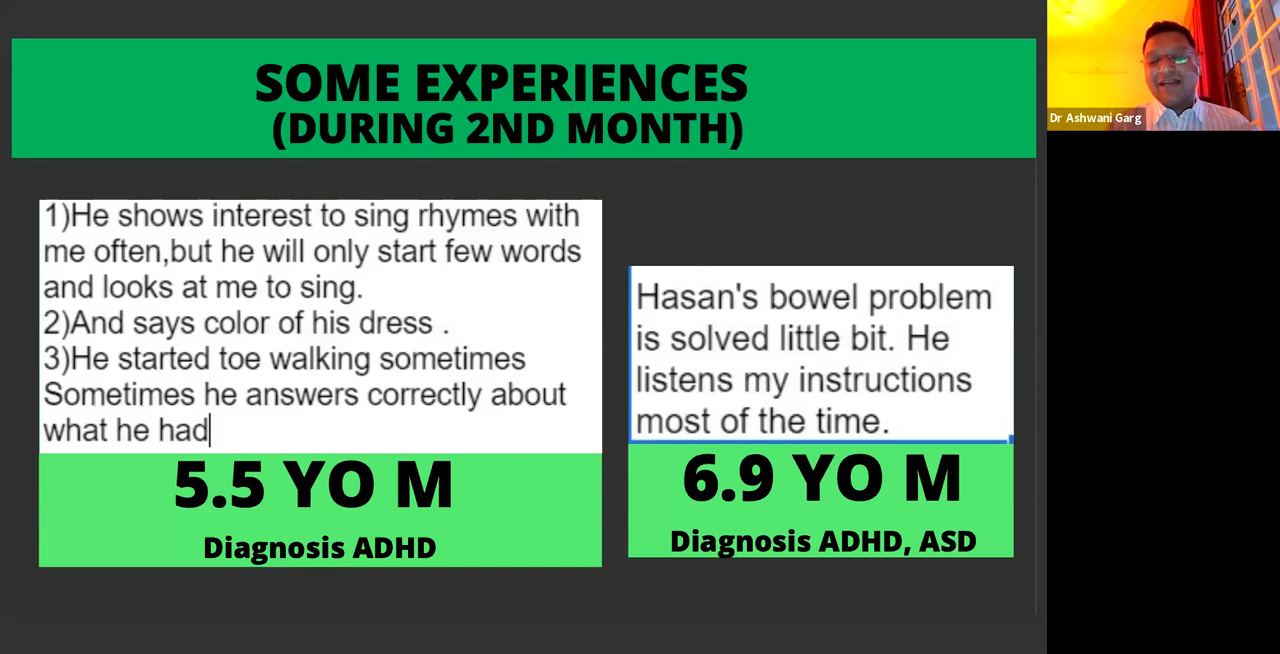 SOME EXPERIENCES
(DURING 2ND MONTH)
1)He shows interest to sing rhymes with
me often,but he will only start few words
and looks at me to sing.
2)And says color of his dress .
3)He started toe walking sometimes
Sometimes he answers correctly about
what he had
5.5 YO M
Diagnosis ADHD
Hasan's bowel problem
is solved little bit. He
listens my instructions
most of the time.
6.9 YO M
Diagnosis ADHD, ASD
Dr Ashwani Garg